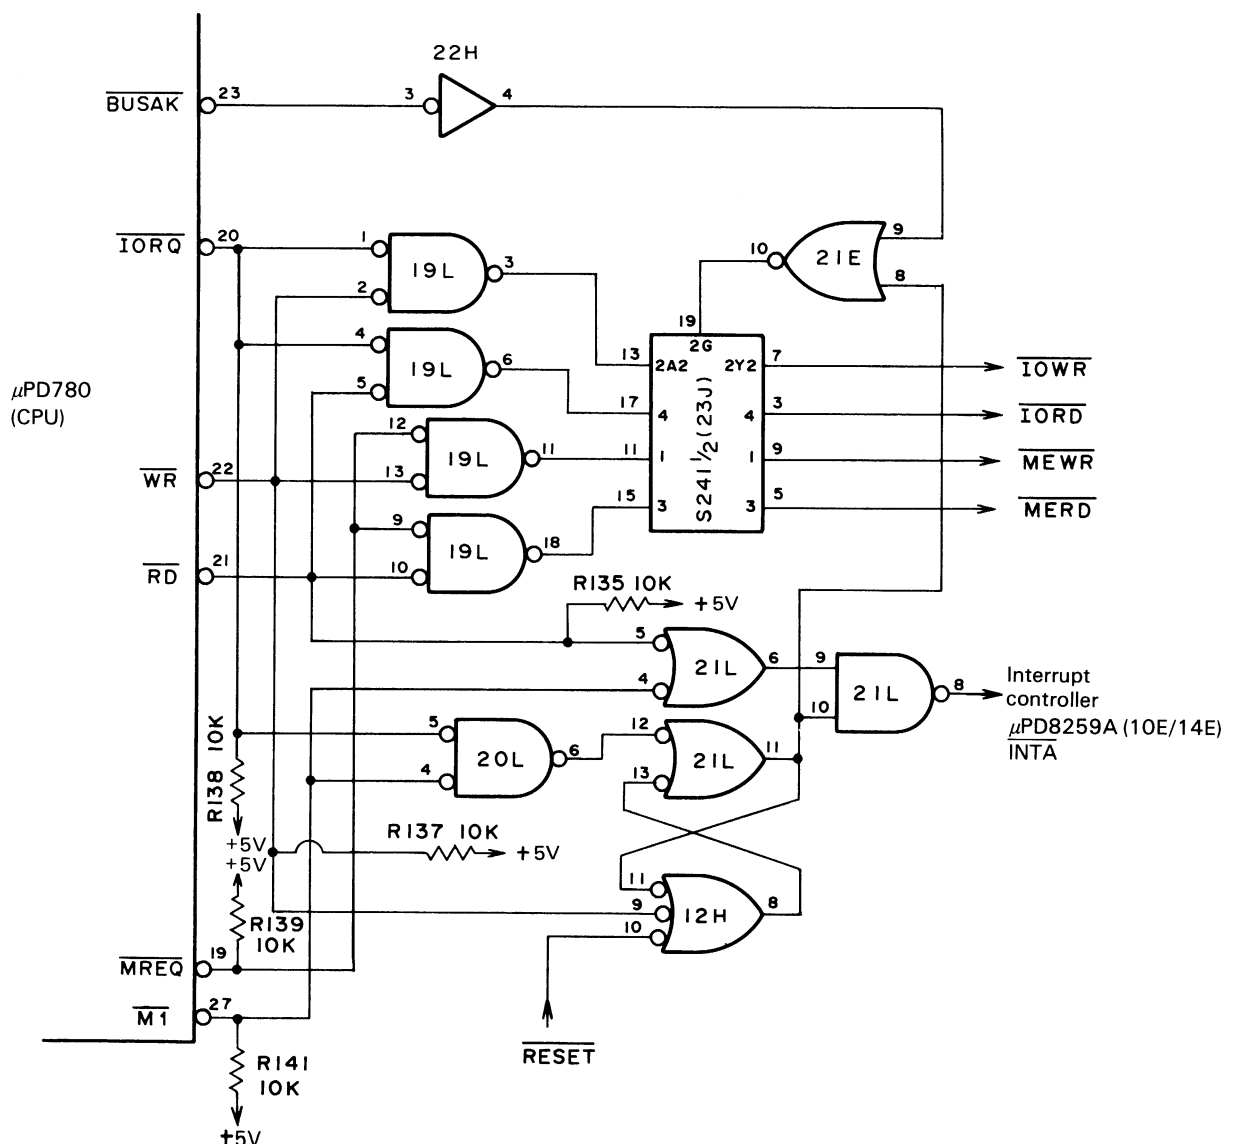 22H
BUSAK 23 3 4
IORQ 20 1 19L 3 10 21E 9
2 8
4 19L 6 19 2G
μPD780
(CPU)
5 13 2A2 2Y2 7 IOWR
17 4 S241 1/2 (23J) 4 3 IORD
12 19L 11 11 1 1 9 MEWR
WR 22 13
15 3 3 5 MERD
9 19L 18
RD 21 10
R135 10K +5V
5 21L 6 9 21L 8
4 10
Interrupt
controller
μPD8259A (10E/14E)
INTA
R138 10K
5 20L 6 12 21L 11
4 13
+5V
+5V
R137 10K +5V
R139
10K
11 12H 8
9
10
MREQ 19
M1 27
RESET
R141
10K
+5V